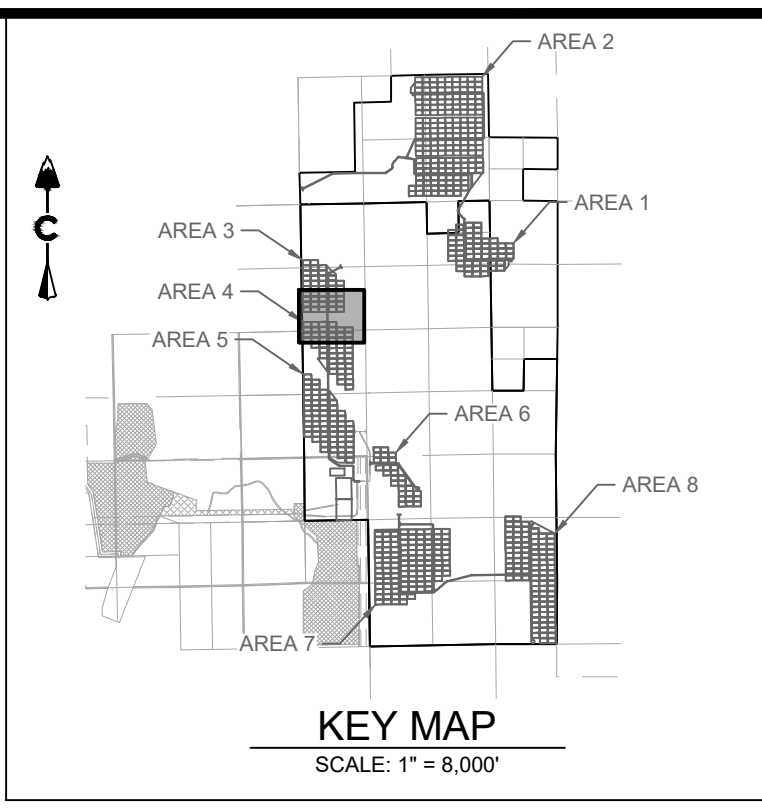 AREA 2
AREA 1
AREA 3
AREA 4
AREA 5
AREA 6
AREA 8
AREA 7
C
KEY MAP
SCALE: 1" = 8,000'